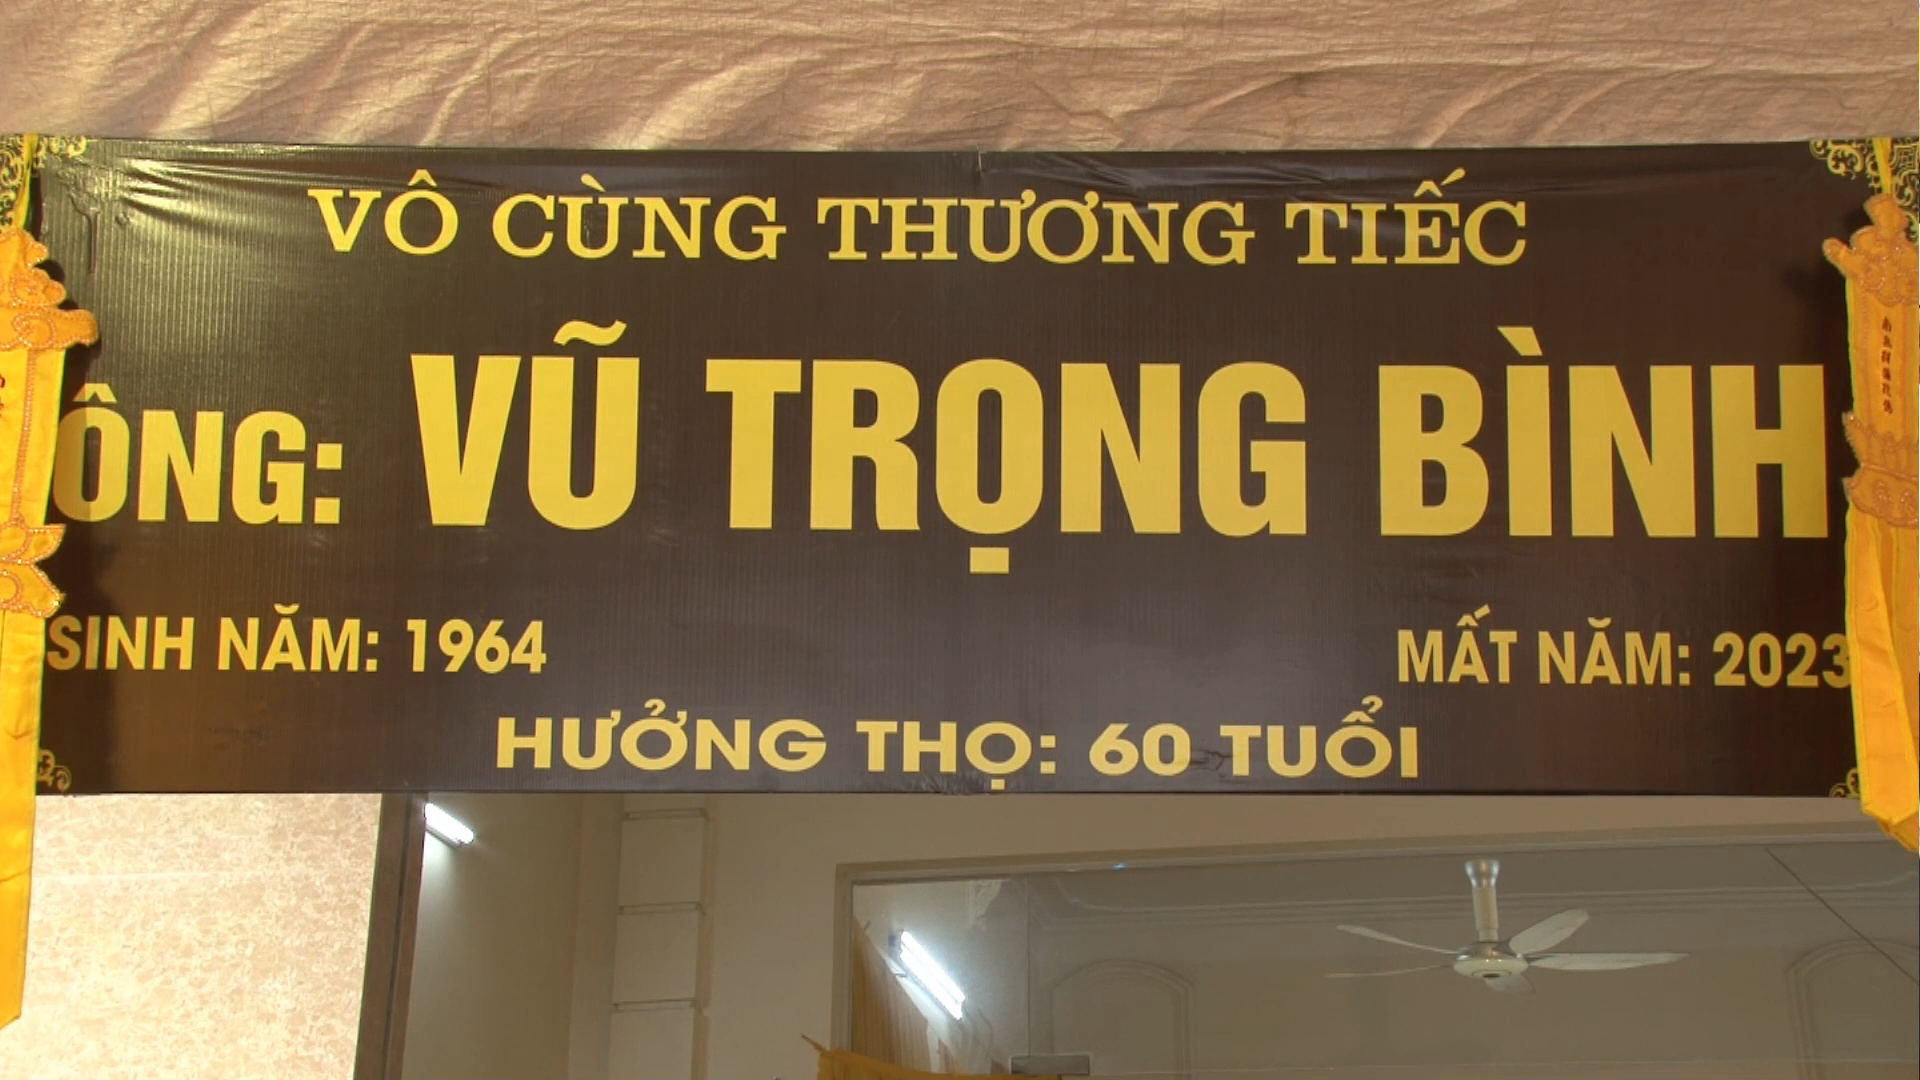 VÔ CÙNG THƯƠNG TIẾC
ÔNG: VŨ TRỌNG BÌNH
SINH NĂM: 1964
MẤT NĂM: 2023
HƯỞNG THỌ: 60 TUỔI